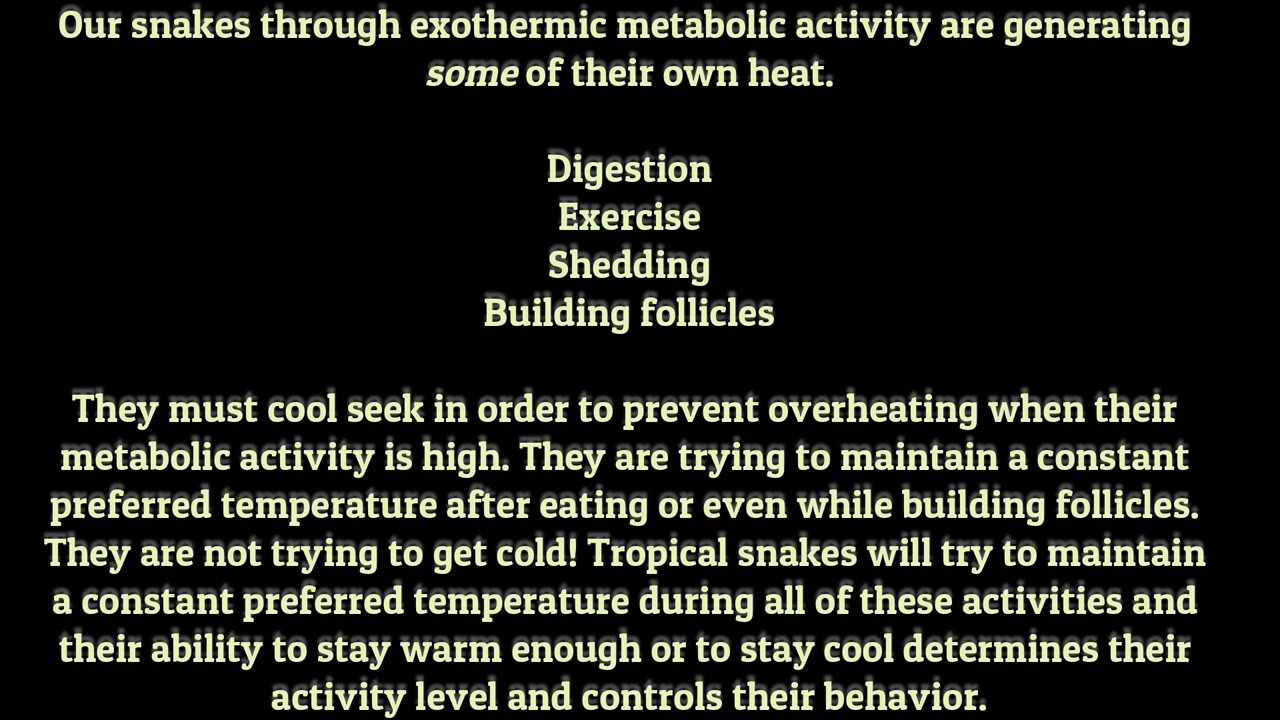 Our snakes through exothermic metabolic activity are generating
some of their own heat.
Digestion
Exercise
Shedding
Building follicles
They must cool seek in order to prevent overheating when their
metabolic activity is high. They are trying to maintain a constant
preferred temperature after eating or even while building follicles.
They are not trying to get cold! Tropical snakes will try to maintain
a constant preferred temperature during all of these activities and
their ability to stay warm enough or to stay cool determines their
activity level and controls their behavior.